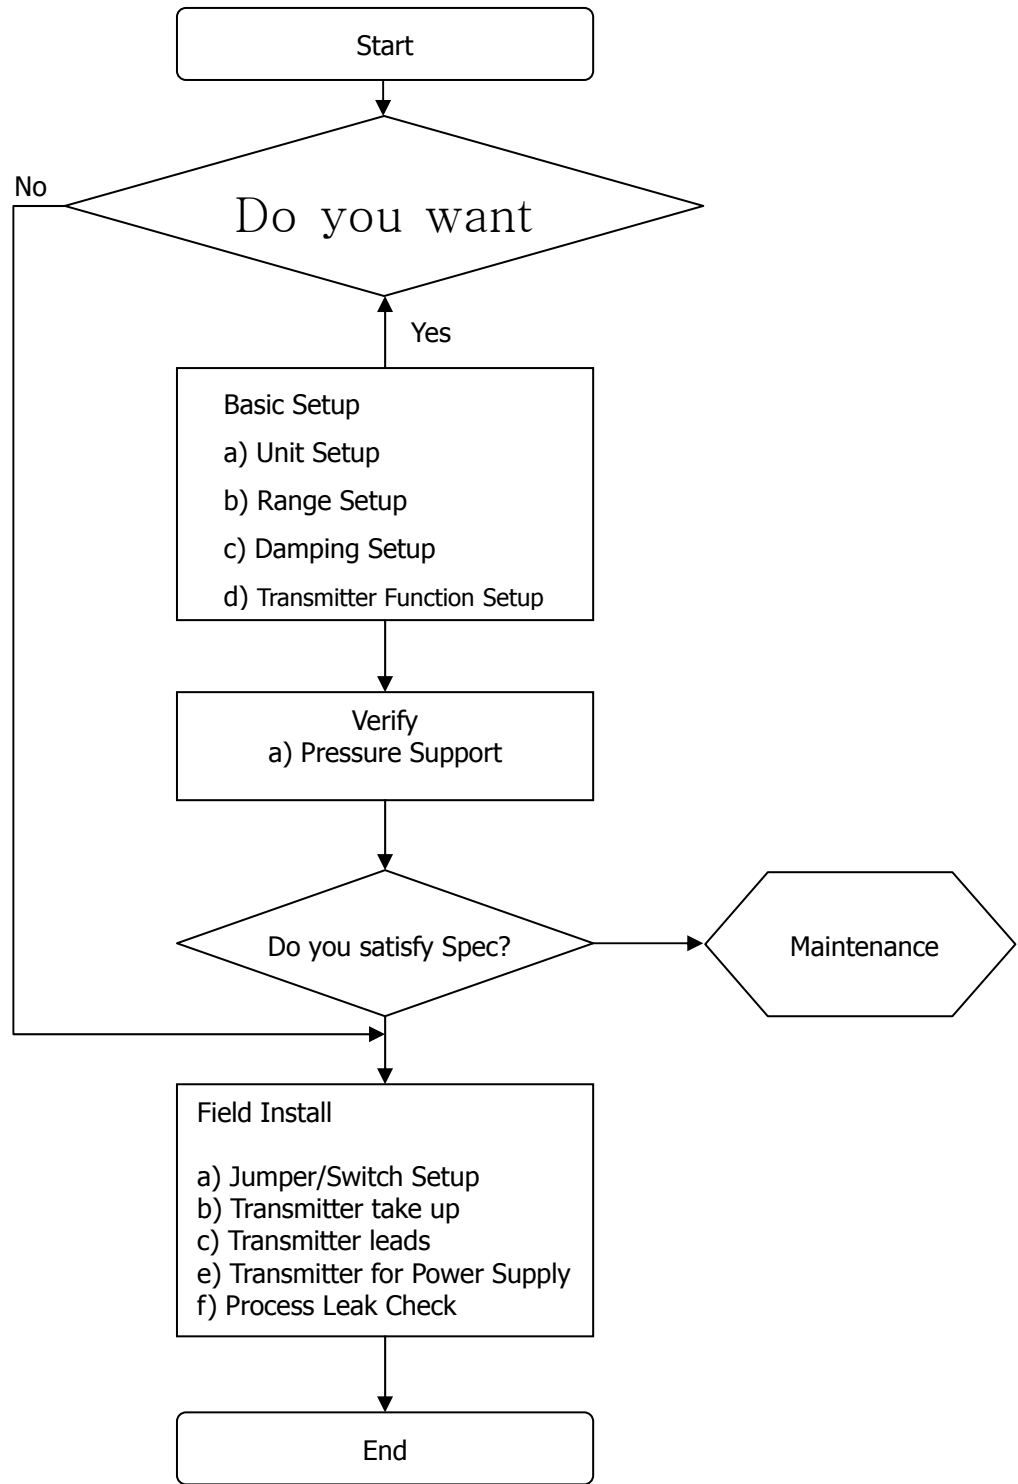 Start
No
Do you want
Yes
Basic Setup
a) Unit Setup
b) Range Setup
c) Damping Setup
d) Transmitter Function Setup
Verify
a) Pressure Support
Do you satisfy Spec?
Maintenance
Field Install
a) Jumper/Switch Setup
b) Transmitter take up
c) Transmitter leads
e) Transmitter for Power Supply
f) Process Leak Check
End